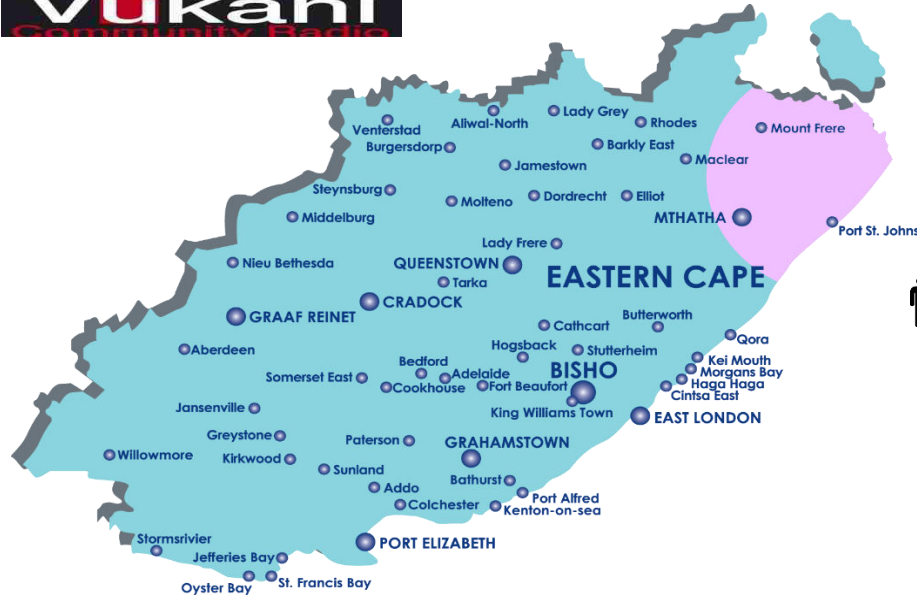 Vukani
Community Radio
Lady Grey
Aliwal-North
Venterstad
Rhodes
Mount Frere
Burgersdorp
Barkly East
Maclear
Jamestown
Steynsburg
Molteno
Dordrecht
Elliot
Middelburg
MTHATHA
Port St. Johns
Lady Frere
Nieu Bethesda
QUEENSTOWN
EASTERN CAPE
Tarka
CRADOCK
GRAAF REINET
Butterworth
Cathcart
Qora
Hogsback
Stutterheim
Aberdeen
Kei Mouth
Bedford
BISHO
Morgans Bay
Somerset East
Adelaide
Haga Haga
Cookhouse
Fort Beaufort
Cintsa East
Jansenville
King Williams Town
EAST LONDON
Greystone
Paterson
GRAHAMSTOWN
Willowmore
Kirkwood
Sunland
Bathurst
Addo
Port Alfred
Colchester
Kenton-on-sea
Stormsrivier
PORT ELIZABETH
Jefferies Bay
Oyster Bay
St. Francis Bay